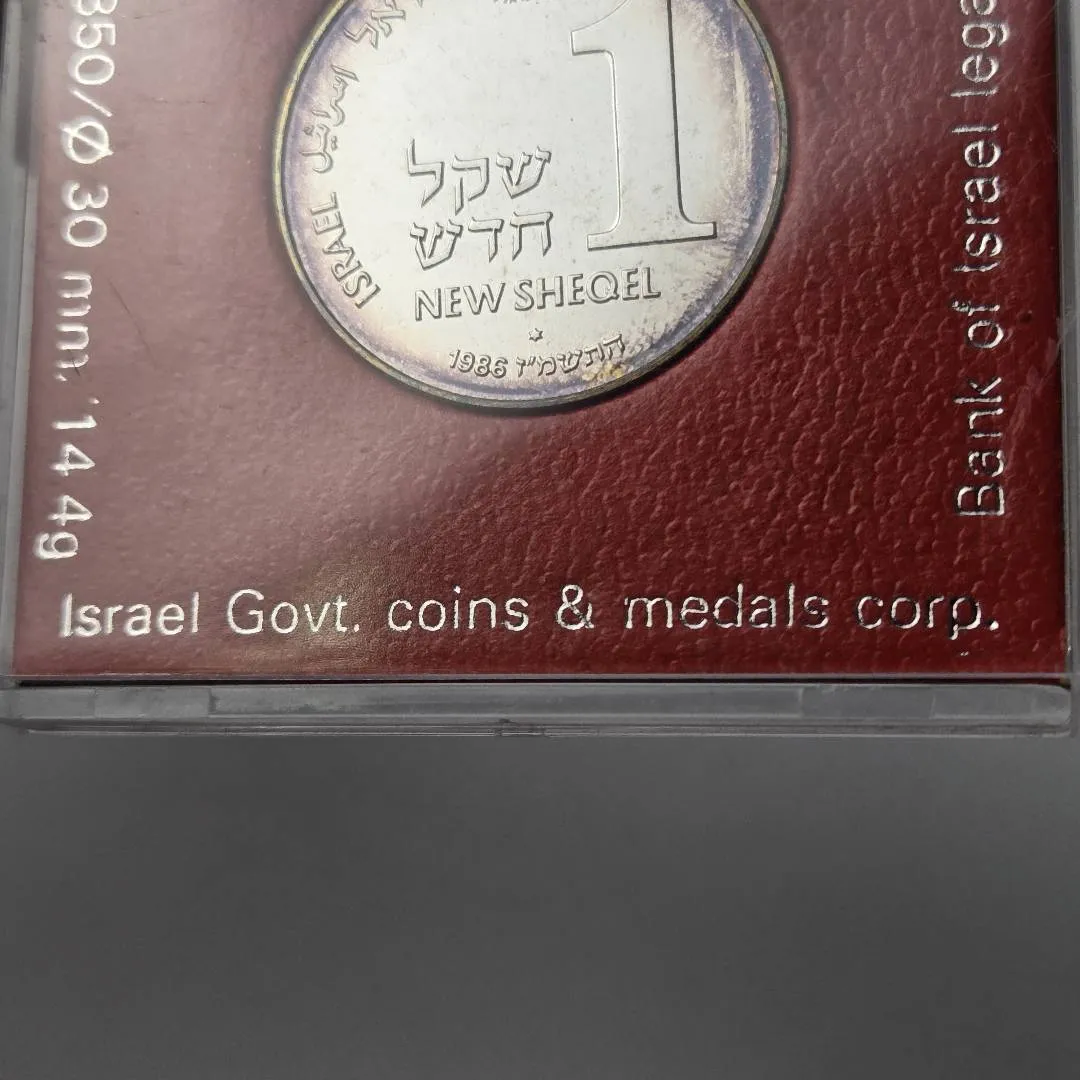 850/Ø 30 mm. 14 4g
1
שקל
חדש
ISRAEL
NEW SHEQEL
1986 התשמ"ז
Bank of Israel lega
Israel Govt. coins & medals corp.